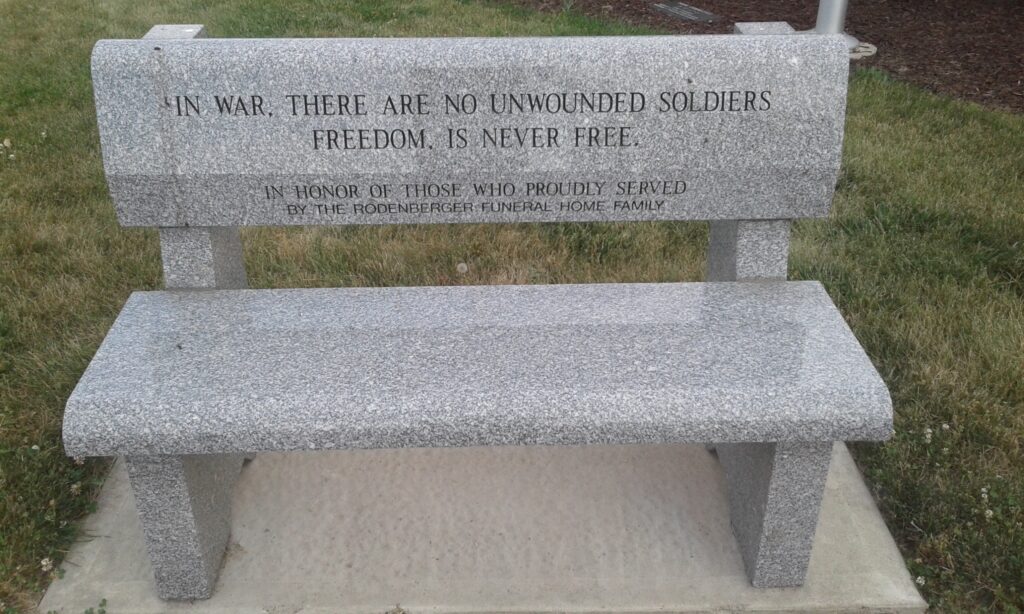 IN WAR, THERE ARE NO UNWOUNDED SOLDIERS
FREEDOM, IS NEVER FREE.
IN HONOR OF THOSE WHO PROUDLY SERVED
BY THE RODENBERGER FUNERAL HOME FAMILY